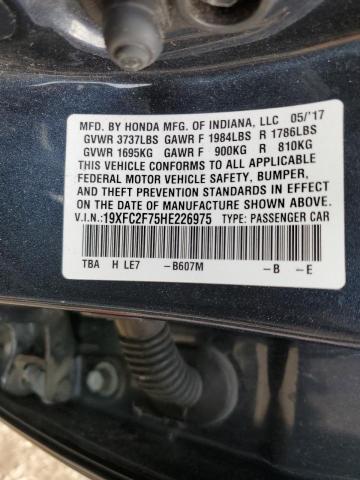 MFD. BY HONDA MFG. OF INDIANA, LLC 05/'17
GVWR 3737LBS GAWR F 1984LBS R 1786LBS
GVWR 1695KG GAWR F 900KG R 810KG
THIS VEHICLE CONFORMS TO ALL APPLICABLE
FEDERAL MOTOR VEHICLE SAFETY, BUMPER,
AND THEFT PREVENTION STANDARDS IN EFFECT
ON THE DATE OF MANUFACTURE SHOWN ABOVE.
V.I.N.:19XFC2F75HE226975 TYPE: PASSENGER CAR
TBA H LE7 -B607M -B -E